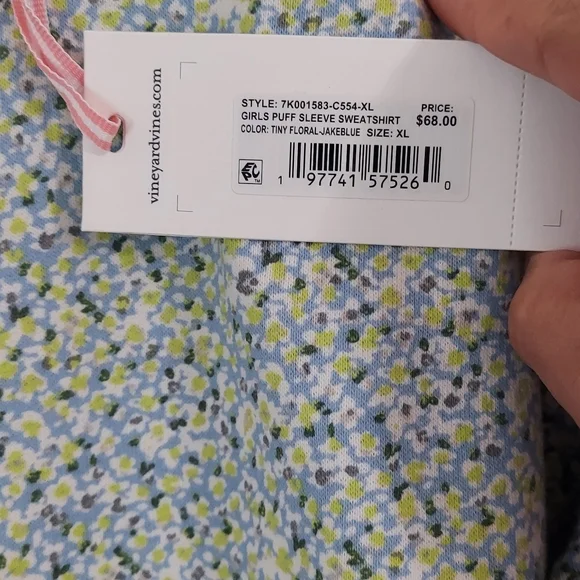 vineyardvines.com
STYLE: 7K001583-C554-XL PRICE:
GIRLS PUFF SLEEVE SWEATSHIRT $68.00
COLOR: TINY FLORAL-JAKEBLUE SIZE: XL
1 97741 57526 0